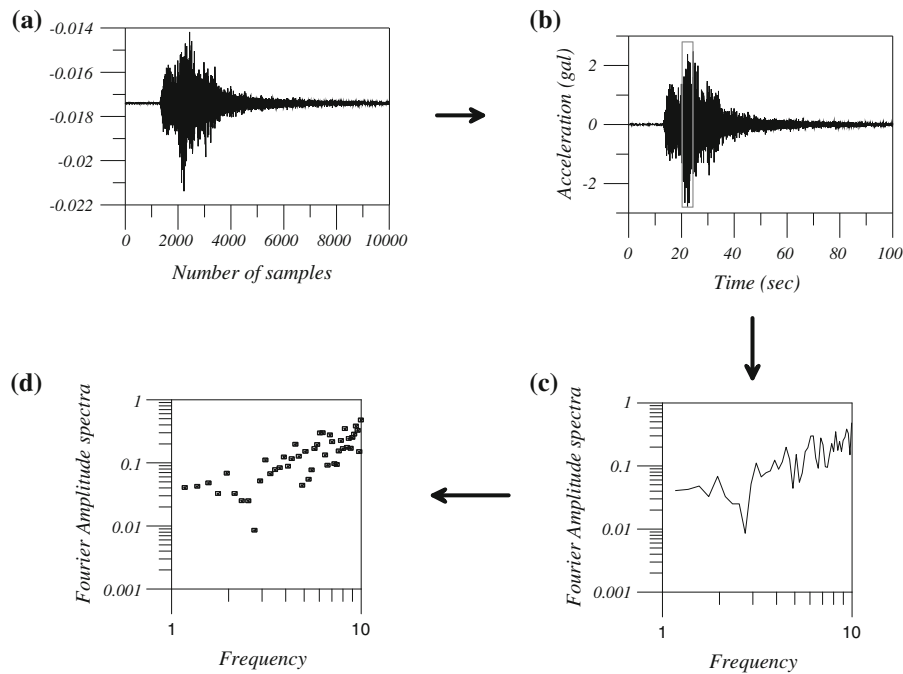 (a)
-0.014
-0.016
-0.018
-0.02
-0.022
0 2000 4000 6000 8000 10000
Number of samples
(b)
Acceleration (gal)
2
0
-2
0 20 40 60 80 100
Time (sec)
(d)
Fourier Amplitude spectra
1
0.1
0.01
0.001
1 10
Frequency
(c)
Fourier Amplitude spectra
1
0.1
0.01
0.001
1 10
Frequency